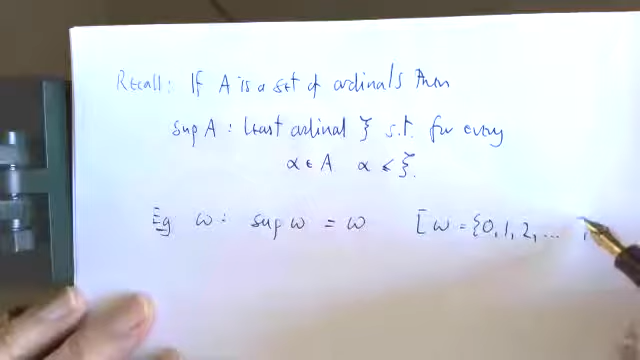 Recall: If A is a set of ordinals then
sup A : least ordinal ξ s.t. for every
α ∈ A α ≤ ξ.
Eg ω : sup ω = ω [ ω = {0, 1, 2, ... ,